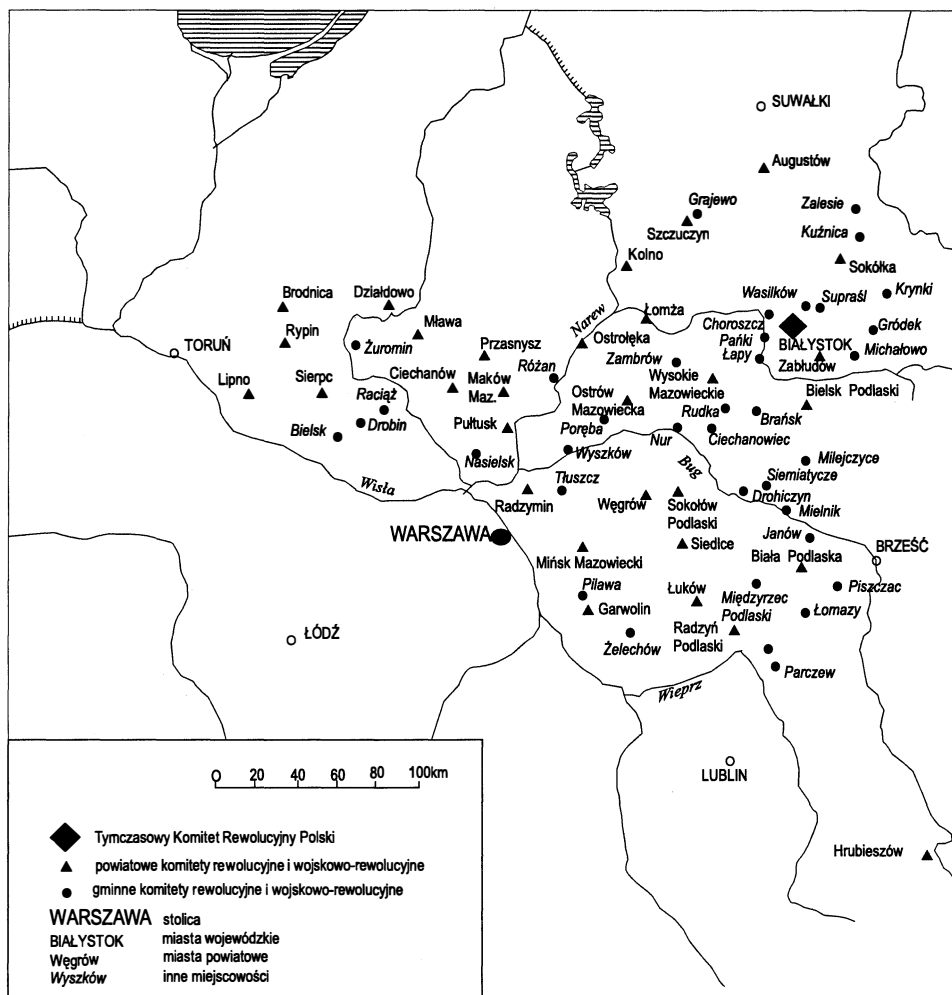 SUWAŁKI
Augustów
Grajewo
Zalesie
Szczuczyn
Kuźnica
Kolno
Sokółka
Krynki
Brodnica
Działdowo
Wasilków
Supraśl
Narew
Łomża
Mława
Choroszcz
Gródek
Rypin
Ostrołęka
Pańki
BIAŁYSTOK
TORUŃ
Żuromin
Przasnysz
Zambrów
Łapy
Zabłudów
Michałowo
Różan
Lipno
Sierpc
Ciechanów
Maków
Maz.
Wysokie
Mazowieckie
Ostrów
Mazowiecka
Bielsk Podlaski
Raciąż
Rudka
Brańsk
Drobin
Pułtusk
Poręba
Bielsk
Nur
Ciechanowiec
Nasielsk
Wyszków
Bug
Milejczyce
Wisła
Tłuszcz
Siemiatycze
Radzymin
Węgrów
Sokołów
Podlaski
Drohiczyn
Mielnik
WARSZAWA
Siedlce
Janów
BRZEŚĆ
Mińsk Mazowiecki
Biała Podlaska
Pilawa
Łuków
Międzyrzec
Podlaski
Piszczac
Garwolin
Łomazy
ŁÓDŹ
Radzyń
Podlaski
Żelechów
Parczew
Wieprz
LUBLIN
Hrubieszów
0 20 40 60 80 100km
Tymczasowy Komitet Rewolucyjny Polski
powiatowe komitety rewolucyjne i wojskowo-rewolucyjne
gminne komitety rewolucyjne i wojskowo-rewolucyjne
WARSZAWA stolica
BIAŁYSTOK miasta wojewódzkie
Węgrów miasta powiatowe
Wyszków inne miejscowości